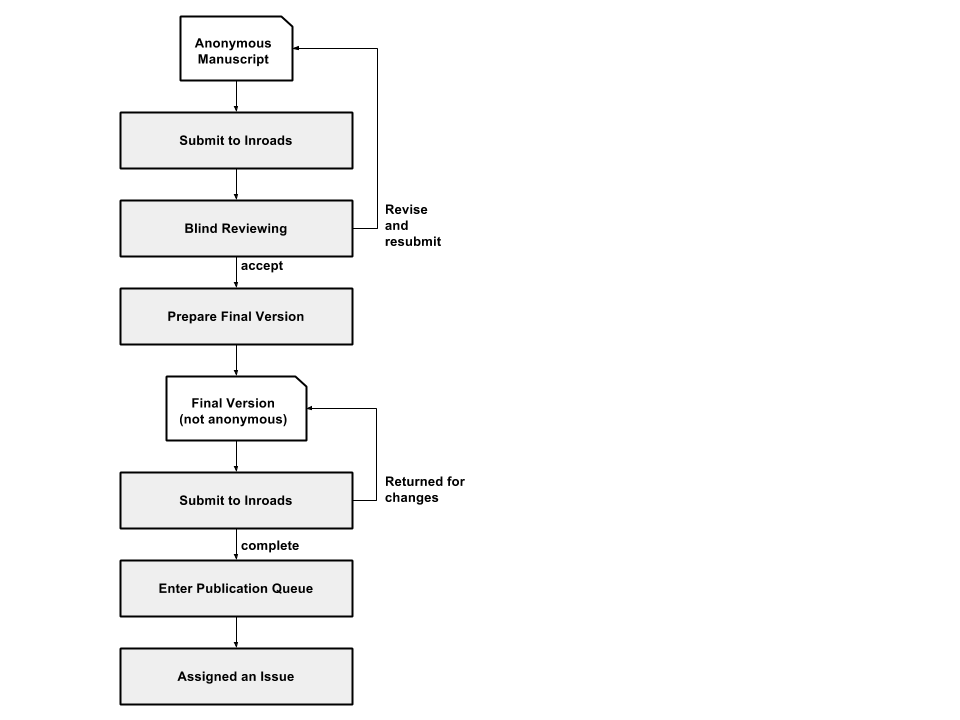 Anonymous
Manuscript
Submit to Inroads
Blind Reviewing
Revise
and
resubmit
accept
Prepare Final Version
Final Version
(not anonymous)
Submit to Inroads
Returned for
changes
complete
Enter Publication Queue
Assigned an Issue